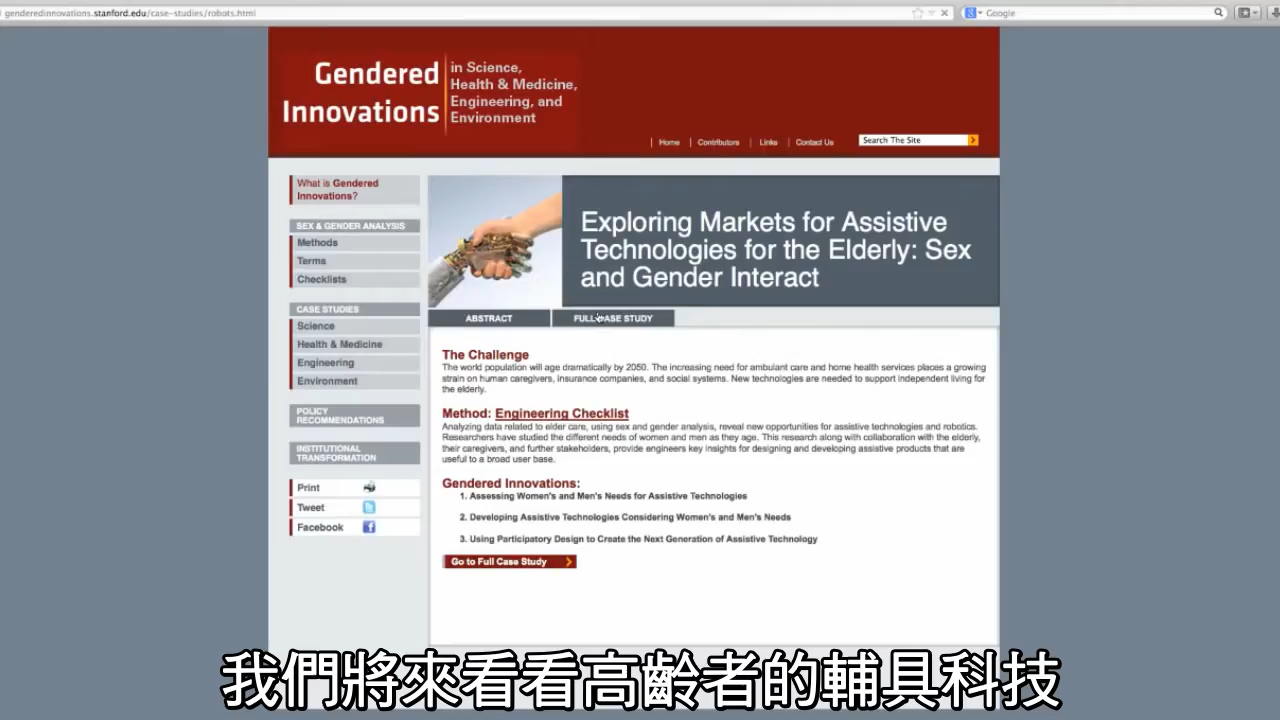 genderedinnovations.stanford.edu/case-studies/robots.html
Google
Gendered Innovations
in Science,
Health & Medicine,
Engineering, and
Environment
Home
Contributors
Links
Contact Us
Search The Site
What is Gendered
Innovations?
SEX & GENDER ANALYSIS
Methods
Terms
Checklists
CASE STUDIES
Science
Health & Medicine
Engineering
Environment
POLICY
RECOMMENDATIONS
INSTITUTIONAL
TRANSFORMATION
Print
Tweet
Facebook
Exploring Markets for Assistive
Technologies for the Elderly: Sex
and Gender Interact
ABSTRACT
FULL CASE STUDY
The Challenge
The world population will age dramatically by 2050. The increasing need for ambulant care and home health services places a growing
strain on human caregivers, insurance companies, and social systems. New technologies are needed to support independent living for
the elderly.
Method: Engineering Checklist
Analyzing data related to elder care, using sex and gender analysis, reveal new opportunities for assistive technologies and robotics.
Researchers have studied the different needs of women and men as they age. This research along with collaboration with the elderly,
their caregivers, and further stakeholders, provide engineers key insights for designing and developing assistive products that are
useful to a broad user base.
Gendered Innovations:
1. Assessing Women's and Men's Needs for Assistive Technologies
2. Developing Assistive Technologies Considering Women's and Men's Needs
3. Using Participatory Design to Create the Next Generation of Assistive Technology
Go to Full Case Study
我們將來看看高齡者的輔具科技